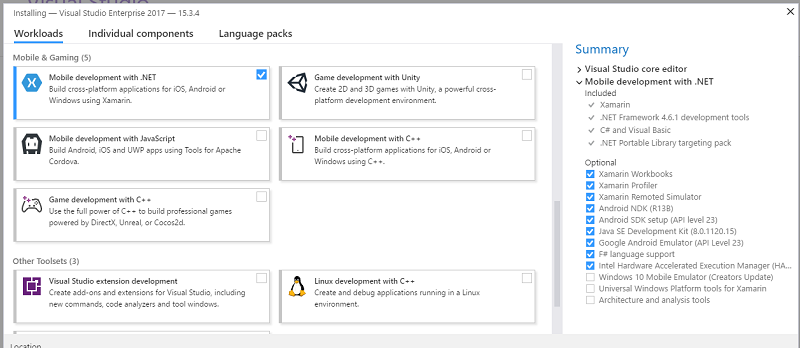 Visual Studio
Installing — Visual Studio Enterprise 2017 — 15.3.4
Workloads
Individual components
Language packs
Mobile & Gaming (5)
Mobile development with .NET
Build cross-platform applications for iOS, Android or
Windows using Xamarin.
Game development with Unity
Create 2D and 3D games with Unity, a powerful cross-
platform development environment.
Mobile development with JavaScript
Build Android, iOS and UWP apps using Tools for Apache
Cordova.
Mobile development with C++
Build cross-platform applications for iOS, Android or
Windows using C++.
Game development with C++
Use the full power of C++ to build professional games
powered by DirectX, Unreal, or Cocos2d.
Other Toolsets (3)
Visual Studio extension development
Create add-ons and extensions for Visual Studio, including
new commands, code analyzers and tool windows.
Linux development with C++
Create and debug applications running in a Linux
environment.
Location
Summary
Visual Studio core editor
Mobile development with .NET
Included
Xamarin
.NET Framework 4.6.1 development tools
C# and Visual Basic
.NET Portable Library targeting pack
Optional
Xamarin Workbooks
Xamarin Profiler
Xamarin Remoted Simulator
Android NDK (R13B)
Android SDK setup (API level 23)
Java SE Development Kit (8.0.1120.15)
Google Android Emulator (API Level 23)
F# language support
Intel Hardware Accelerated Execution Manager (HA...
Windows 10 Mobile Emulator (Creators Update)
Universal Windows Platform tools for Xamarin
Architecture and analysis tools